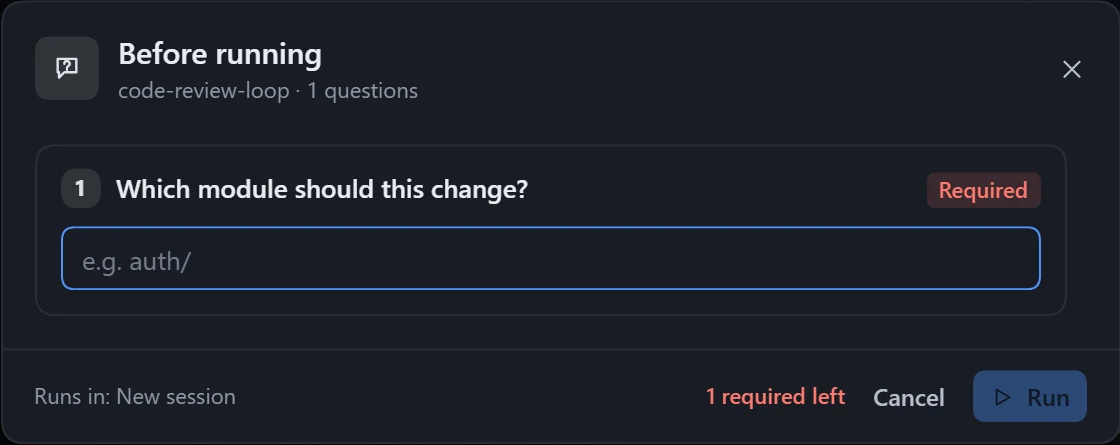 Before running
code-review-loop · 1 questions
1 Which module should this change? Required
e.g. auth/
Runs in: New session 1 required left Cancel Run